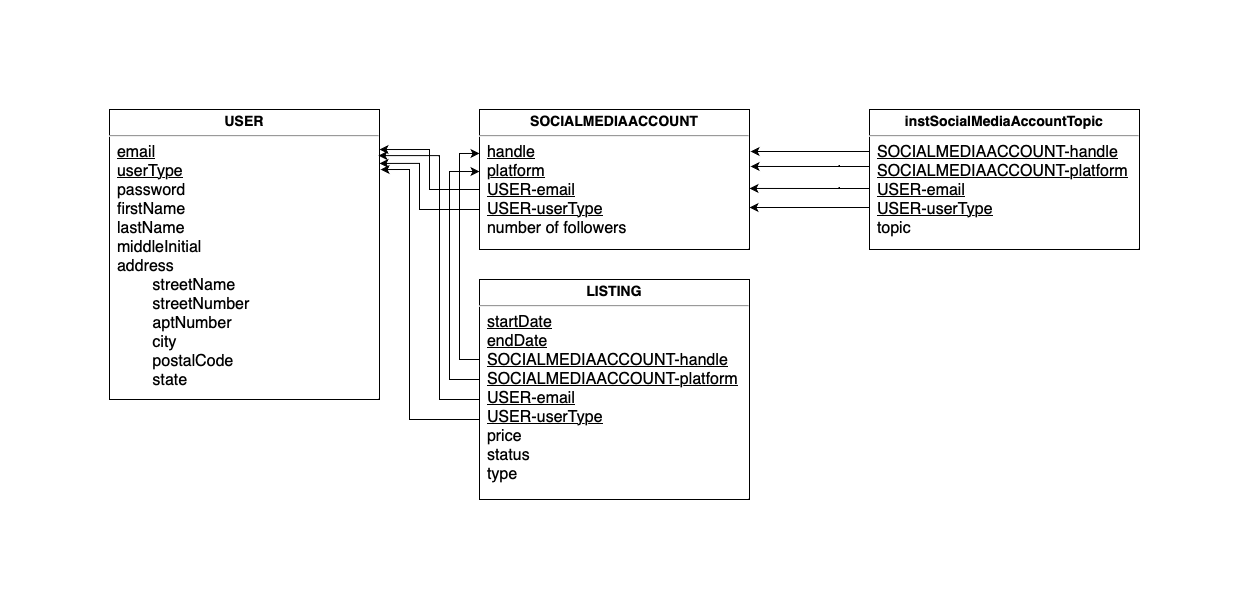 USER
email
userType
password
firstName
lastName
middleInitial
address
streetName
streetNumber
aptNumber
city
postalCode
state
SOCIALMEDIAACCOUNT
handle
platform
USER-email
USER-userType
number of followers
LISTING
startDate
endDate
SOCIALMEDIAACCOUNT-handle
SOCIALMEDIAACCOUNT-platform
USER-email
USER-userType
price
status
type
instSocialMediaAccountTopic
SOCIALMEDIAACCOUNT-handle
SOCIALMEDIAACCOUNT-platform
USER-email
USER-userType
topic